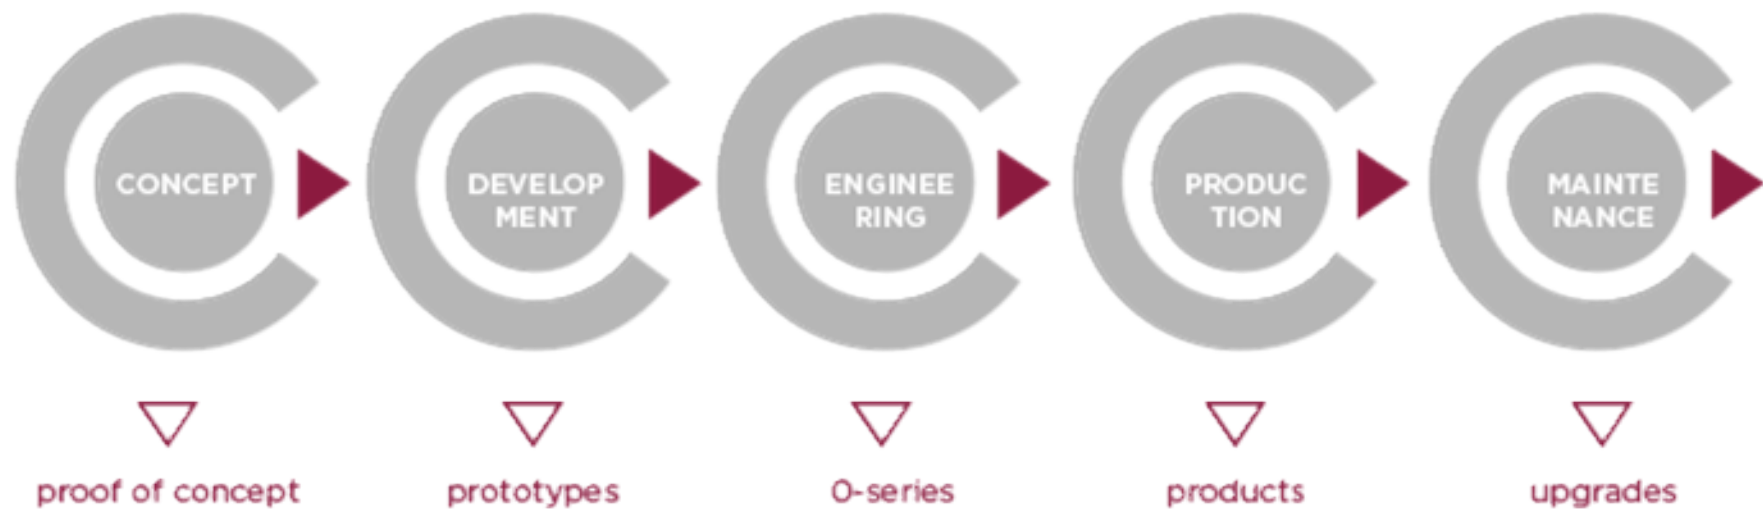 CONCEPT
DEVELOP
MENT
ENGINEE
RING
PRODUC
TION
MAINTE
NANCE
proof of concept
prototypes
0-series
products
upgrades